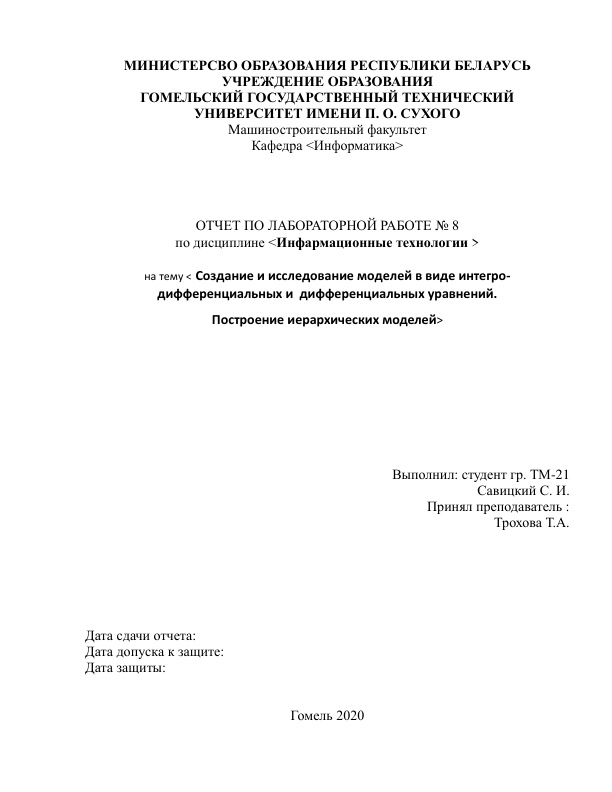 МИНИСТЕРСВО ОБРАЗОВАНИЯ РЕСПУБЛИКИ БЕЛАРУСЬ
УЧРЕЖДЕНИЕ ОБРАЗОВАНИЯ
ГОМЕЛЬСКИЙ ГОСУДАРСТВЕННЫЙ ТЕХНИЧЕСКИЙ
УНИВЕРСИТЕТ ИМЕНИ П. О. СУХОГО
Машиностроительный факультет
Кафедра <Информатика>
ОТЧЕТ ПО ЛАБОРАТОРНОЙ РАБОТЕ № 8
по дисциплине <Инфармационные технологии >
на тему < Создание и исследование моделей в виде интегро-
дифференциальных и дифференциальных уравнений.
Построение иерархических моделей>
Выполнил: студент гр. ТМ-21
Савицкий С. И.
Принял преподаватель :
Трохова Т.А.
Дата сдачи отчета:
Дата допуска к защите:
Дата защиты:
Гомель 2020